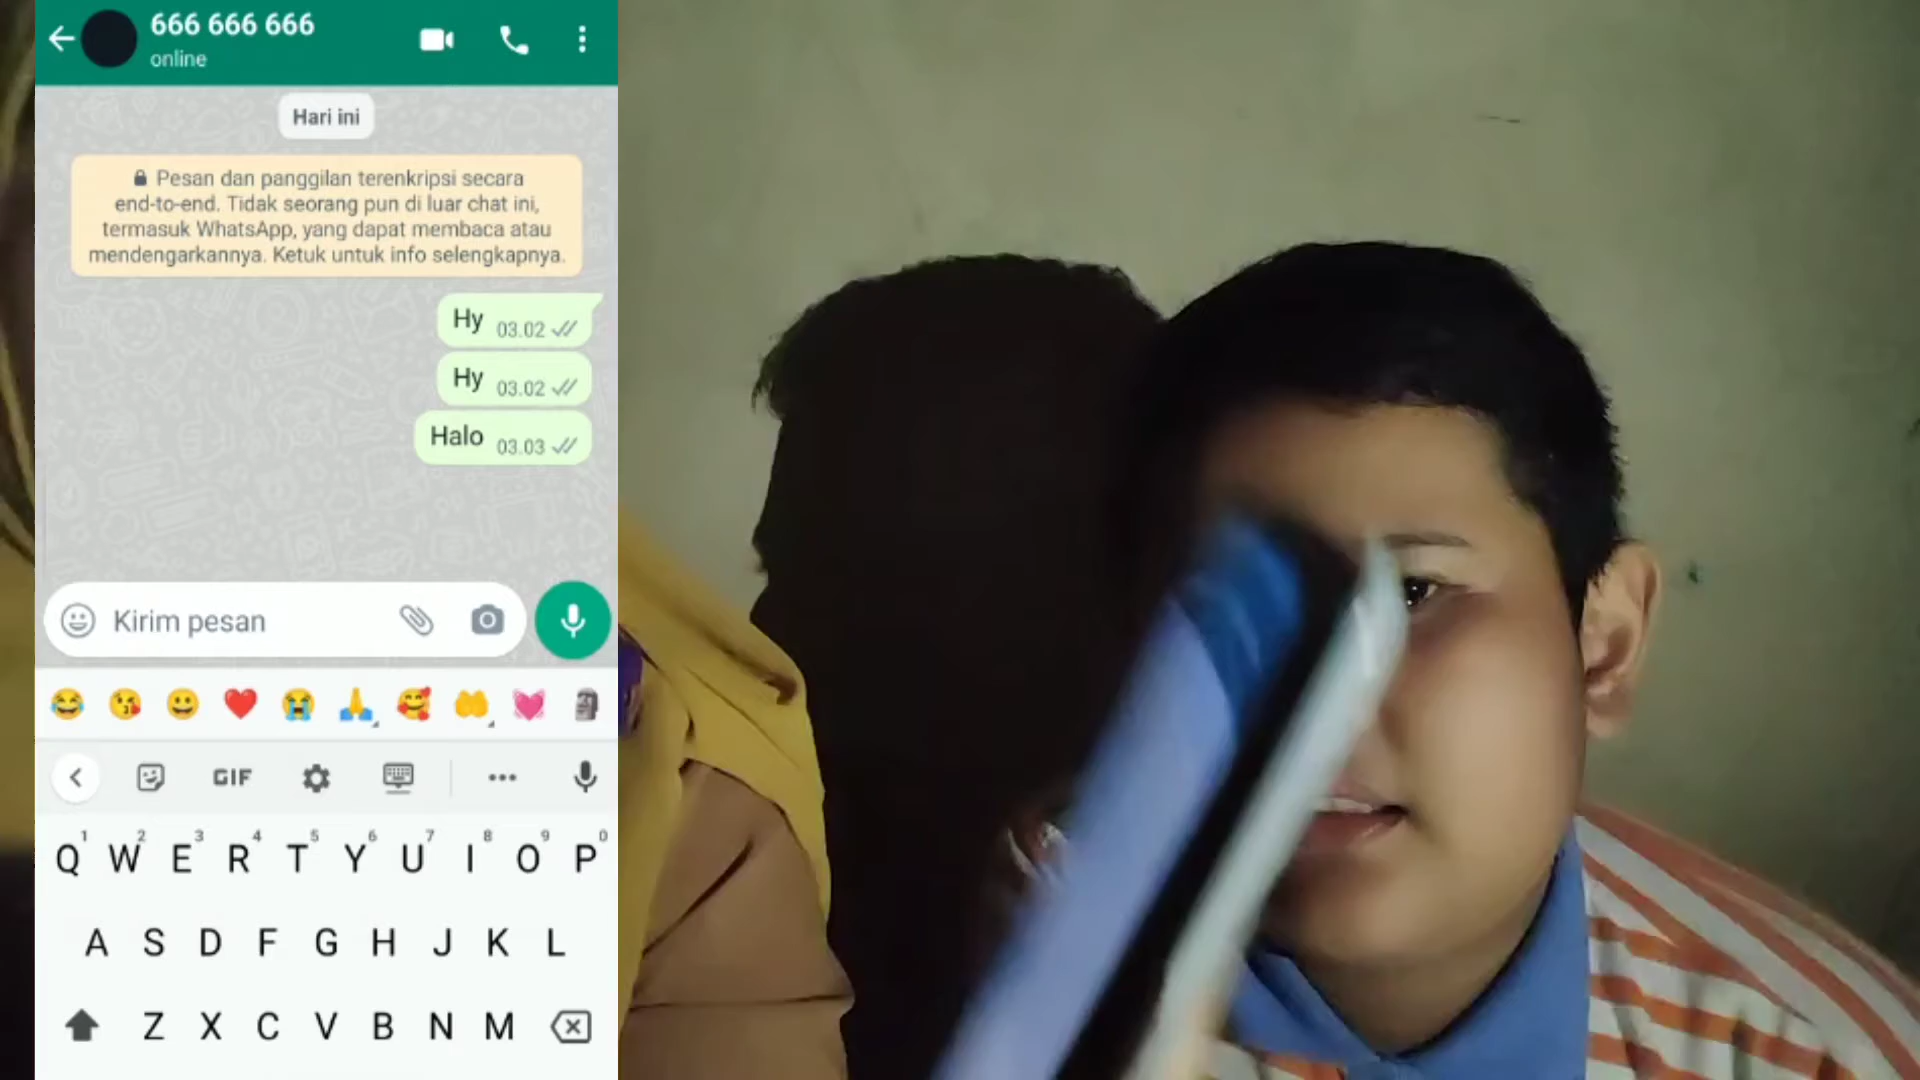 666 666 666
online
Hari ini
Pesan dan panggilan terenkripsi secara
end-to-end. Tidak seorang pun di luar chat ini,
termasuk WhatsApp, yang dapat membaca atau
mendengarkannya. Ketuk untuk info selengkapnya.
Hy 03.02
Hy 03.02
Halo 03.03
Kirim pesan
GIF
1 2 3 4 5 6 7 8 9 0
Q W E R T Y U I O P
A S D F G H J K L
Z X C V B N M